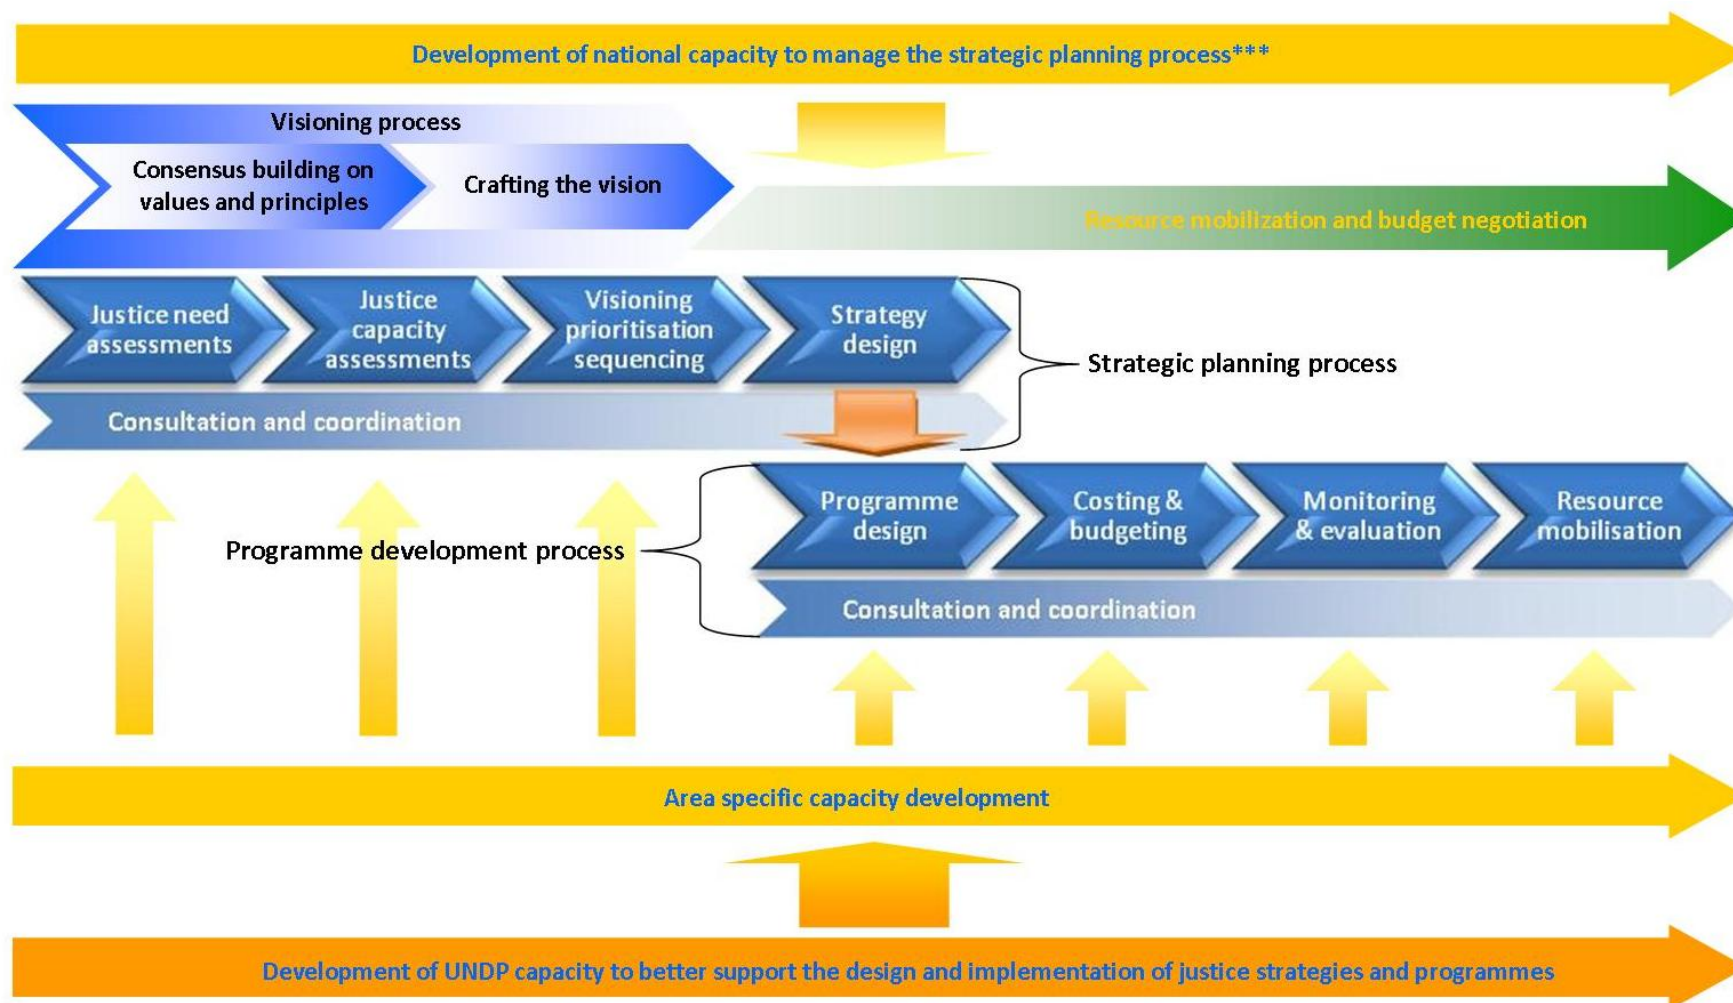 Development of national capacity to manage the strategic planning process***
Visioning process
Consensus building on
values and principles
Crafting the vision
Resource mobilization and budget negotiation
Justice need
assessments
Justice
capacity
assessments
Visioning
prioritisation
sequencing
Strategy
design
Strategic planning process
Consultation and coordination
Programme development process
Programme
design
Costing &
budgeting
Monitoring
& evaluation
Resource
mobilisation
Consultation and coordination
Area specific capacity development
Development of UNDP capacity to better support the design and implementation of justice strategies and programmes